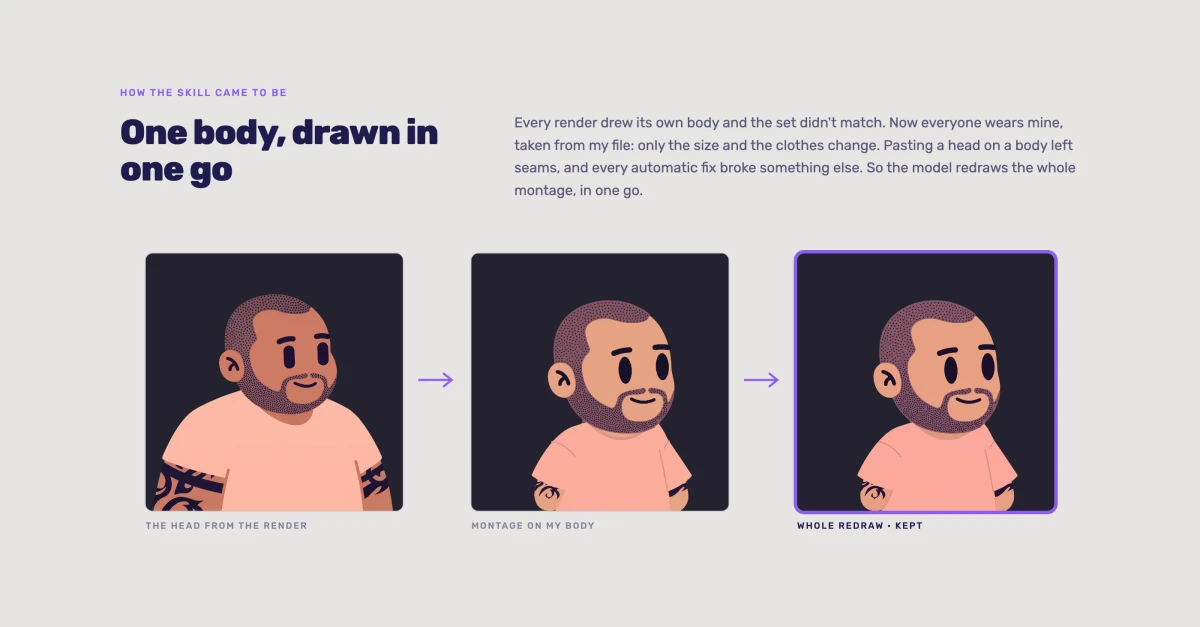 HOW THE SKILL CAME TO BE
One body, drawn in
one go
Every render drew its own body and the set didn't match. Now everyone wears mine,
taken from my file: only the size and the clothes change. Pasting a head on a body left
seams, and every automatic fix broke something else. So the model redraws the whole
montage, in one go.
THE HEAD FROM THE RENDER
MONTAGE ON MY BODY
WHOLE REDRAW • KEPT